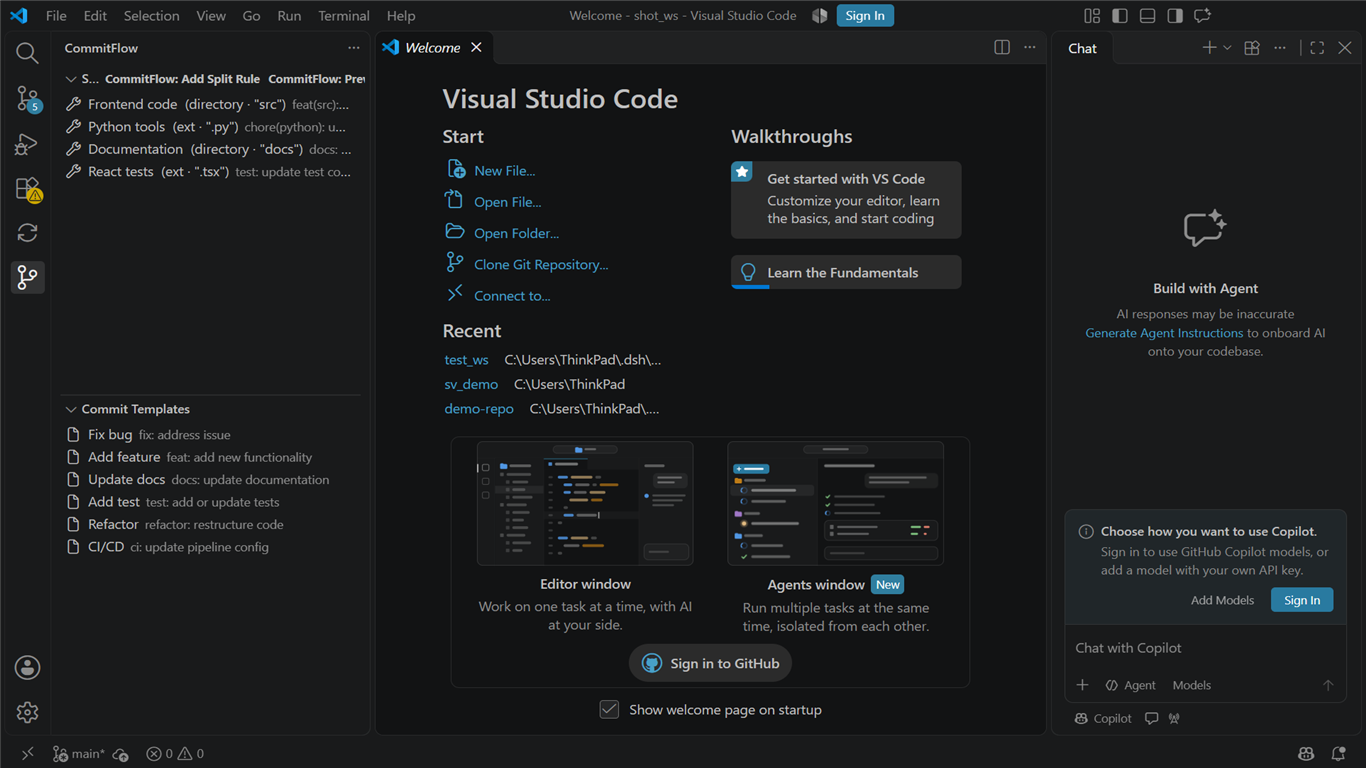 File Edit Selection View Go Run Terminal Help
Welcome - shot_ws - Visual Studio Code
Sign In
CommitFlow
S... CommitFlow: Add Split Rule CommitFlow: Prev
Frontend code (directory · "src") feat(src):...
Python tools (ext · ".py") chore(python): u...
Documentation (directory · "docs") docs: ...
React tests (ext · ".tsx") test: update test co...
5
Commit Templates
Fix bug fix: address issue
Add feature feat: add new functionality
Update docs docs: update documentation
Add test test: add or update tests
Refactor refactor: restructure code
CI/CD ci: update pipeline config
Welcome
Visual Studio Code
Start
New File...
Open File...
Open Folder...
Clone Git Repository...
Connect to...
Recent
test_ws C:\Users\ThinkPad\.dsh\...
sv_demo C:\Users\ThinkPad
demo-repo C:\Users\ThinkPad\....
Walkthroughs
Get started with VS Code
Customize your editor, learn
the basics, and start coding
Learn the Fundamentals
Editor window
Work on one task at a time, with AI
at your side.
Agents window New
Run multiple tasks at the same
time, isolated from each other.
Sign in to GitHub
Show welcome page on startup
Chat
Build with Agent
AI responses may be inaccurate
Generate Agent Instructions to onboard AI
onto your codebase.
Choose how you want to use Copilot.
Sign in to use GitHub Copilot models, or
add a model with your own API key.
Add Models
Sign In
Chat with Copilot
Agent Models
Copilot
main* 0 0